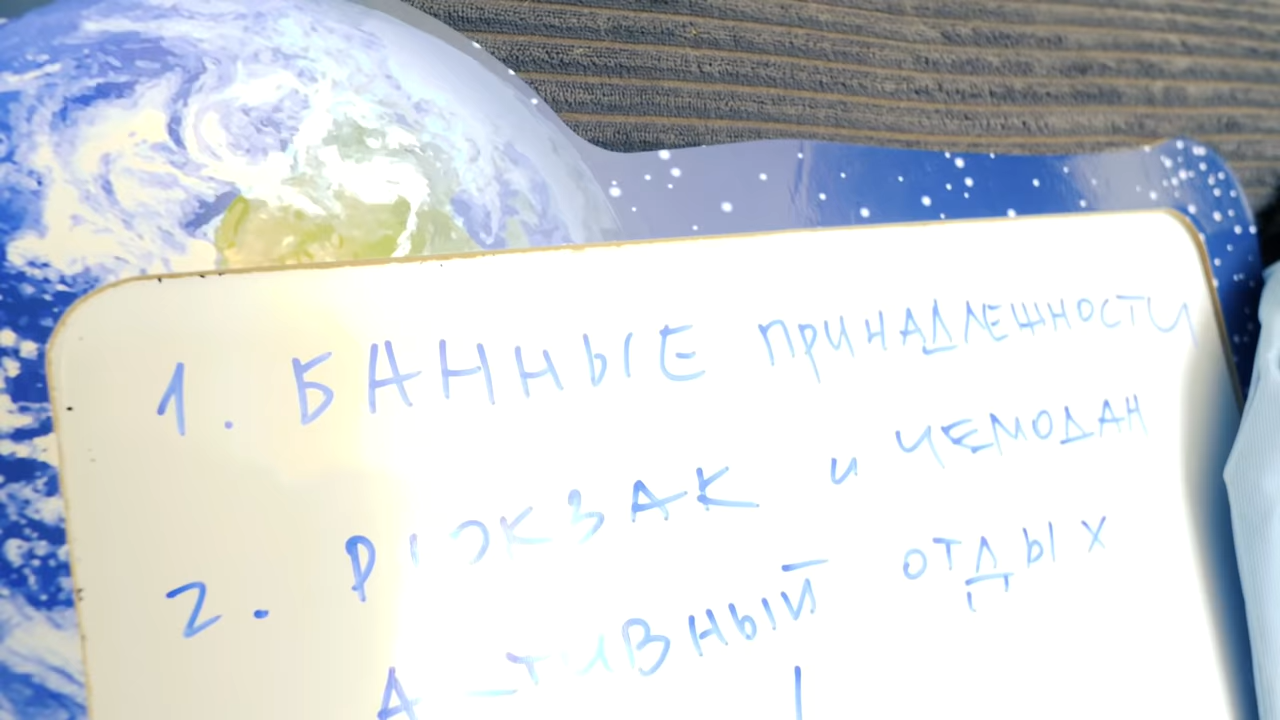 1. БАННЫЕ ПРИНАДЛЕЖНОСТИ
2. РЮКЗАК И ЧЕМОДАН
АКТИВНЫЙ ОТДЫХ